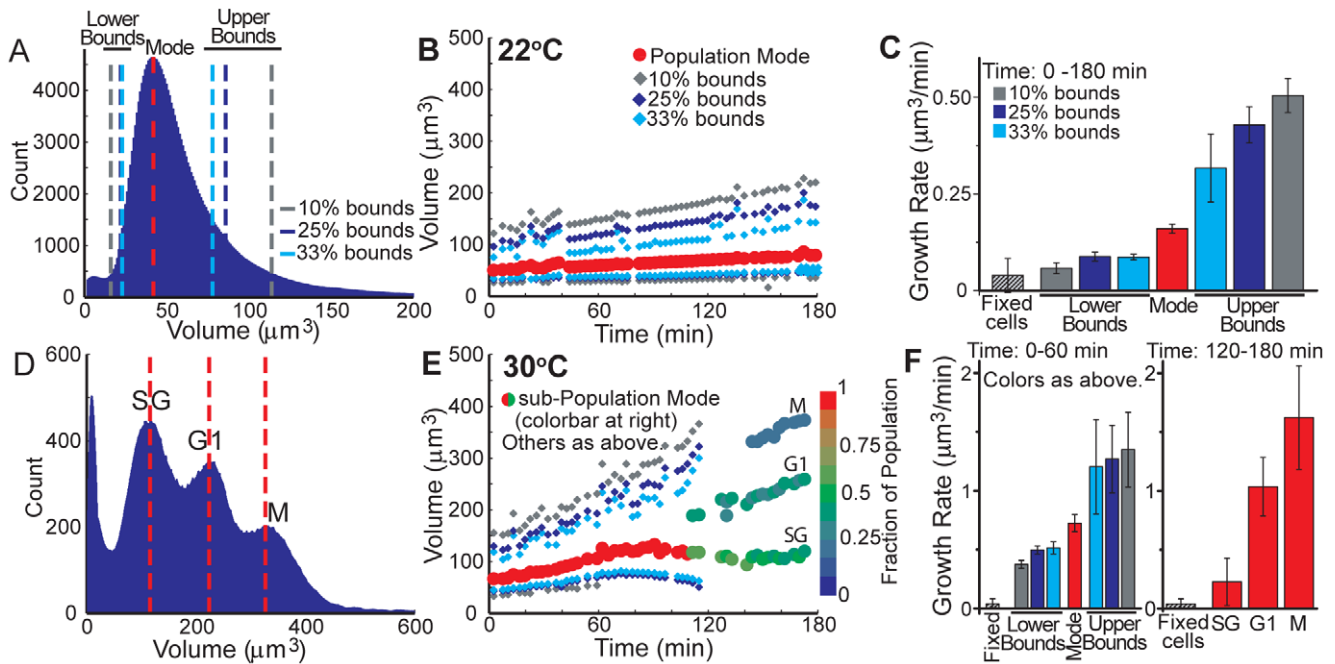 A
Lower
Bounds
Mode
Upper
Bounds
Count
4000
3000
2000
1000
0
10% bounds
25% bounds
33% bounds
0
50
100
150
200
Volume (μm³)
B
22°C
Population Mode
10% bounds
25% bounds
33% bounds
Volume (μm³)
500
400
300
200
100
0
0
60
120
180
Time (min)
C
Time: 0 -180 min
10% bounds
25% bounds
33% bounds
Growth Rate (μm³/min)
0.50
0.25
0
Fixed
cells
Lower
Bounds
Mode
Upper
Bounds
D
SG
G1
M
Count
600
400
200
0
0
200
400
600
Volume (μm³)
E
30°C
sub-Population Mode
(colorbar at right)
Others as above.
Volume (μm³)
500
400
300
200
100
0
0
60
120
180
Time (min)
M
G1
SG
1
0.75
0.5
0.25
0
Fraction of Population
F
Time: 0-60 min
Colors as above.
Growth Rate (μm³/min)
2
1
0
Fixed
Lower
Bounds
Mode
Upper
Bounds
Time: 120-180 min
2
1
0
Fixed
cells
SG
G1
M